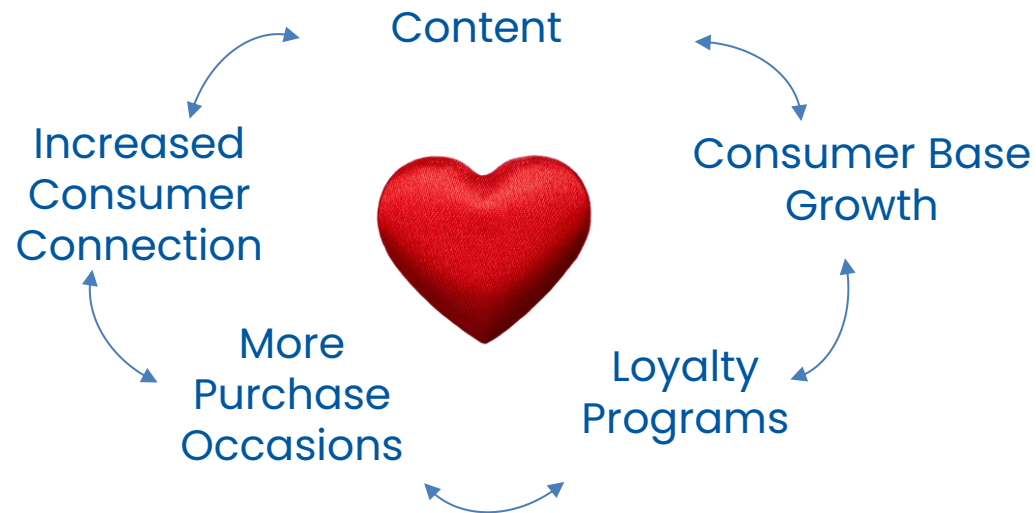 Content
Increased
Consumer
Connection
Consumer Base
Growth
More
Purchase
Occasions
Loyalty
Programs